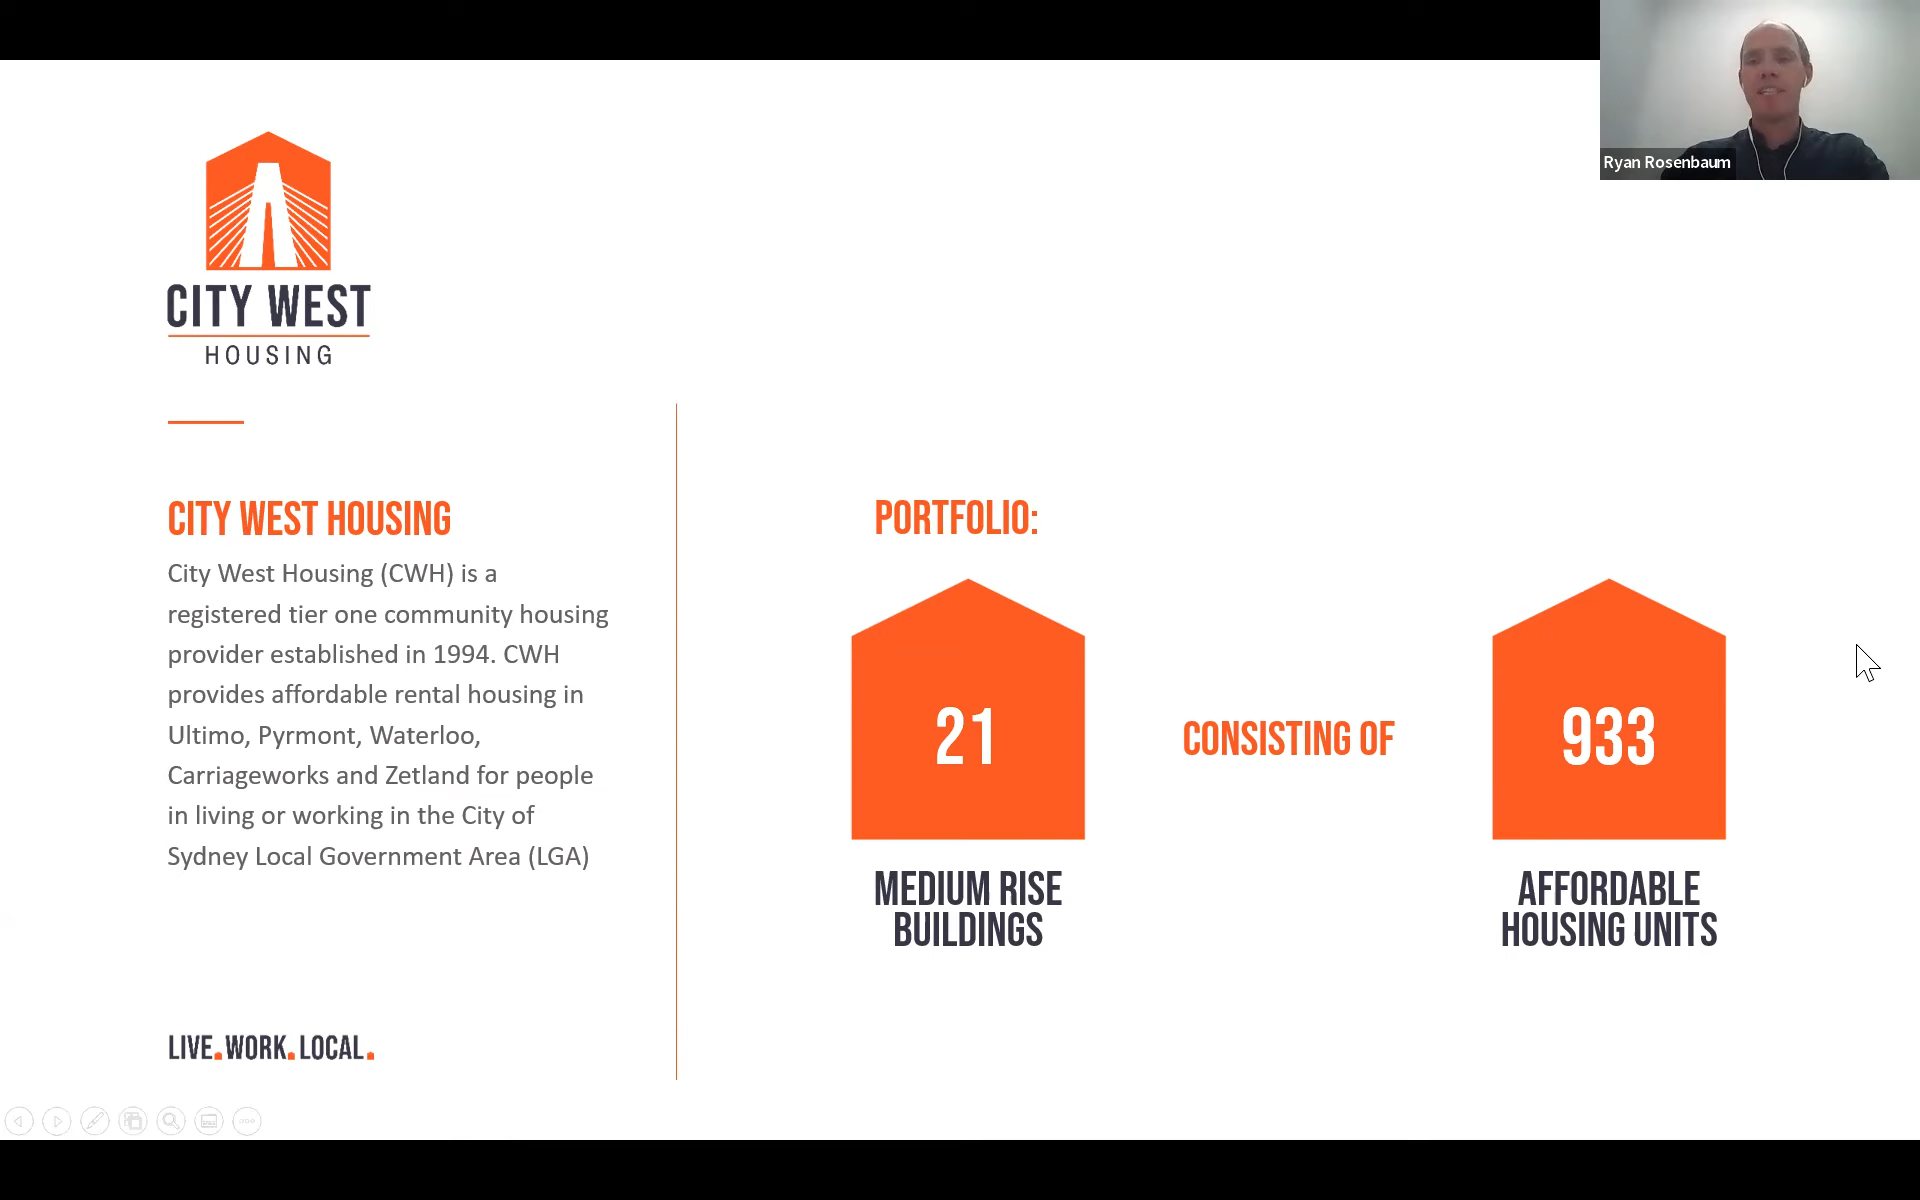 Ryan Rosenbaum
CITY WEST
HOUSING
CITY WEST HOUSING
City West Housing (CWH) is a
registered tier one community housing
provider established in 1994. CWH
provides affordable rental housing in
Ultimo, Pyrmont, Waterloo,
Carriageworks and Zetland for people
in living or working in the City of
Sydney Local Government Area (LGA)
LIVE.WORK.LOCAL.
PORTFOLIO:
21
MEDIUM RISE
BUILDINGS
CONSISTING OF
933
AFFORDABLE
HOUSING UNITS